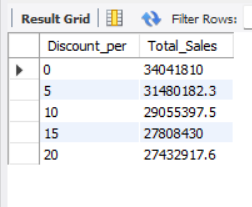 Result Grid Filter Rows:
Discount_per Total_Sales
0 34041810
5 31480182.3
10 29055397.5
15 27808430
20 27432917.6